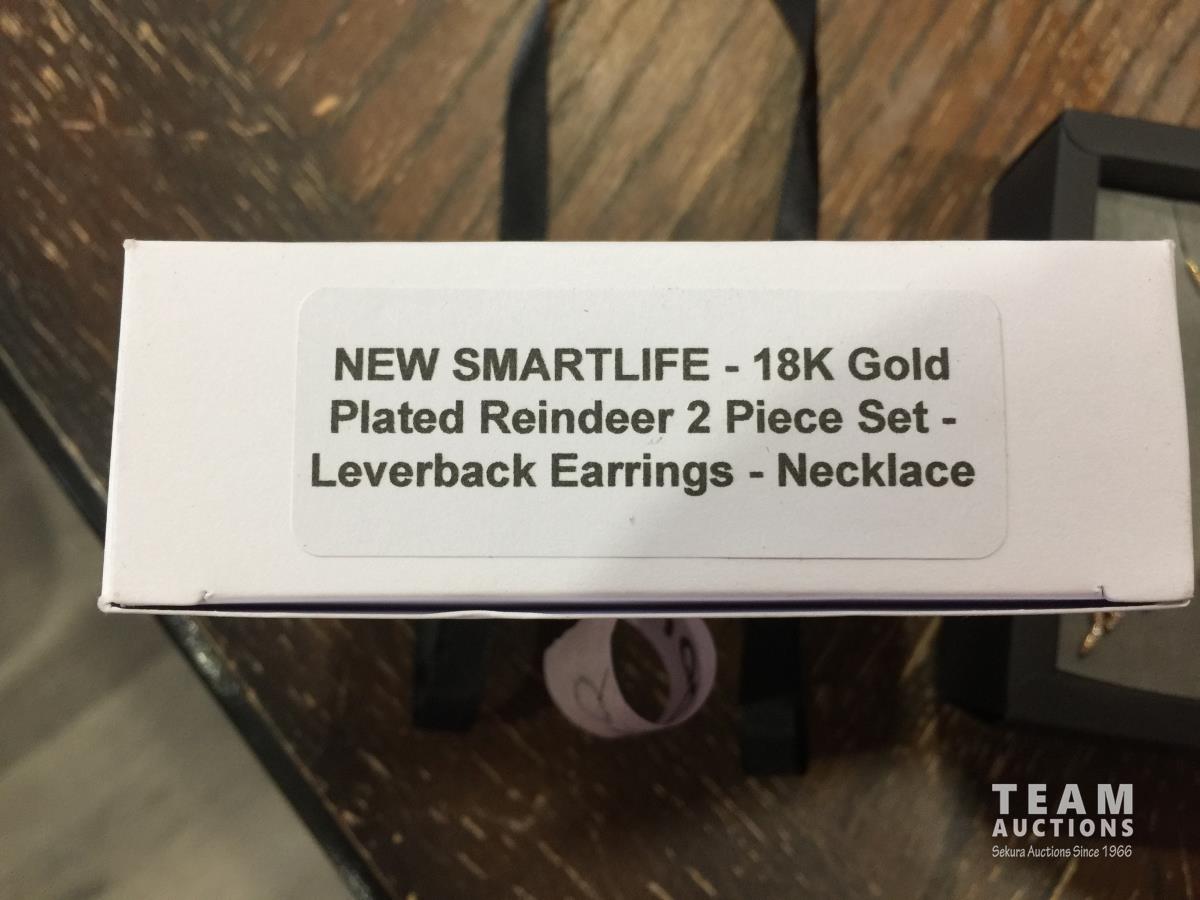 NEW SMARTLIFE - 18K Gold
Plated Reindeer 2 Piece Set -
Leverback Earrings - Necklace
TEAM
AUCTIONS
Sekura Auctions Since 1966